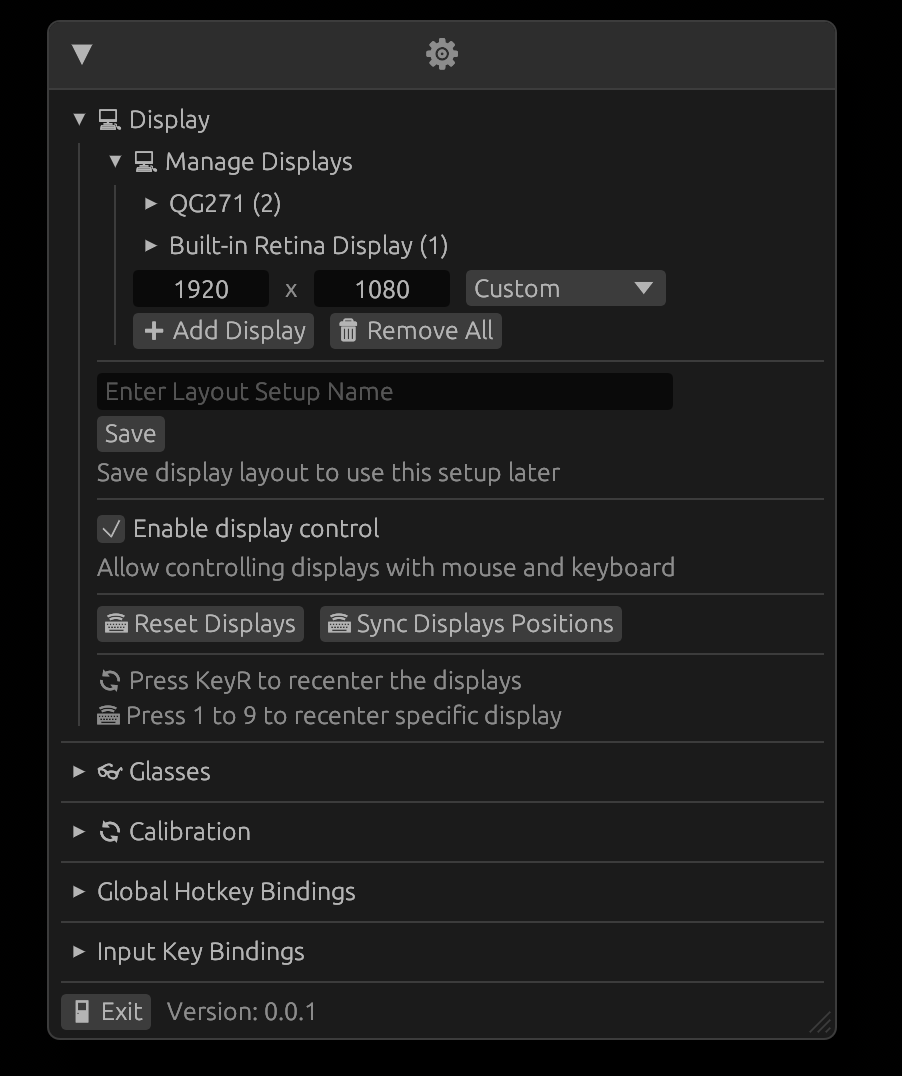 Display
Manage Displays
QG271 (2)
Built-in Retina Display (1)
1920 x 1080 Custom
Add Display Remove All
Enter Layout Setup Name
Save
Save display layout to use this setup later
Enable display control
Allow controlling displays with mouse and keyboard
Reset Displays Sync Displays Positions
Press KeyR to recenter the displays
Press 1 to 9 to recenter specific display
Glasses
Calibration
Global Hotkey Bindings
Input Key Bindings
Exit Version: 0.0.1